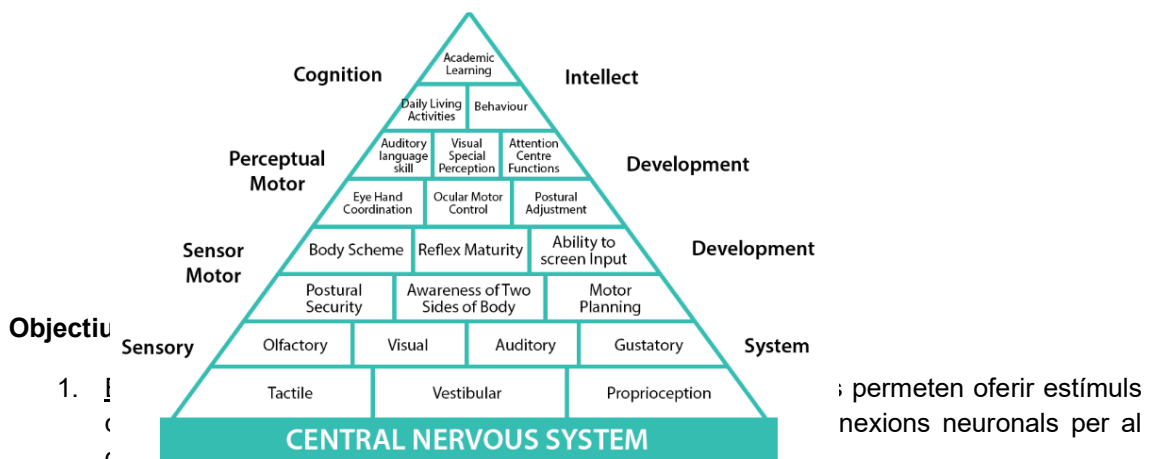 Academic
Learning
Cognition
Intellect
Daily Living
Activities
Behaviour
Auditory
language
skill
Visual
Special
Perception
Attention
Centre
Functions
Perceptual
Motor
Development
Eye Hand
Coordination
Ocular Motor
Control
Postural
Adjustment
Sensor
Motor
Body Scheme
Reflex Maturity
Ability to
screen Input
Development
Postural
Security
Awareness of Two
Sides of Body
Motor
Planning
Objectiu
Sensory
Olfactory
Visual
Auditory
Gustatory
System
Tactile
Vestibular
Proprioception
1. permeten oferir estímuls
nexions neuronals per al
CENTRAL NERVOUS SYSTEM